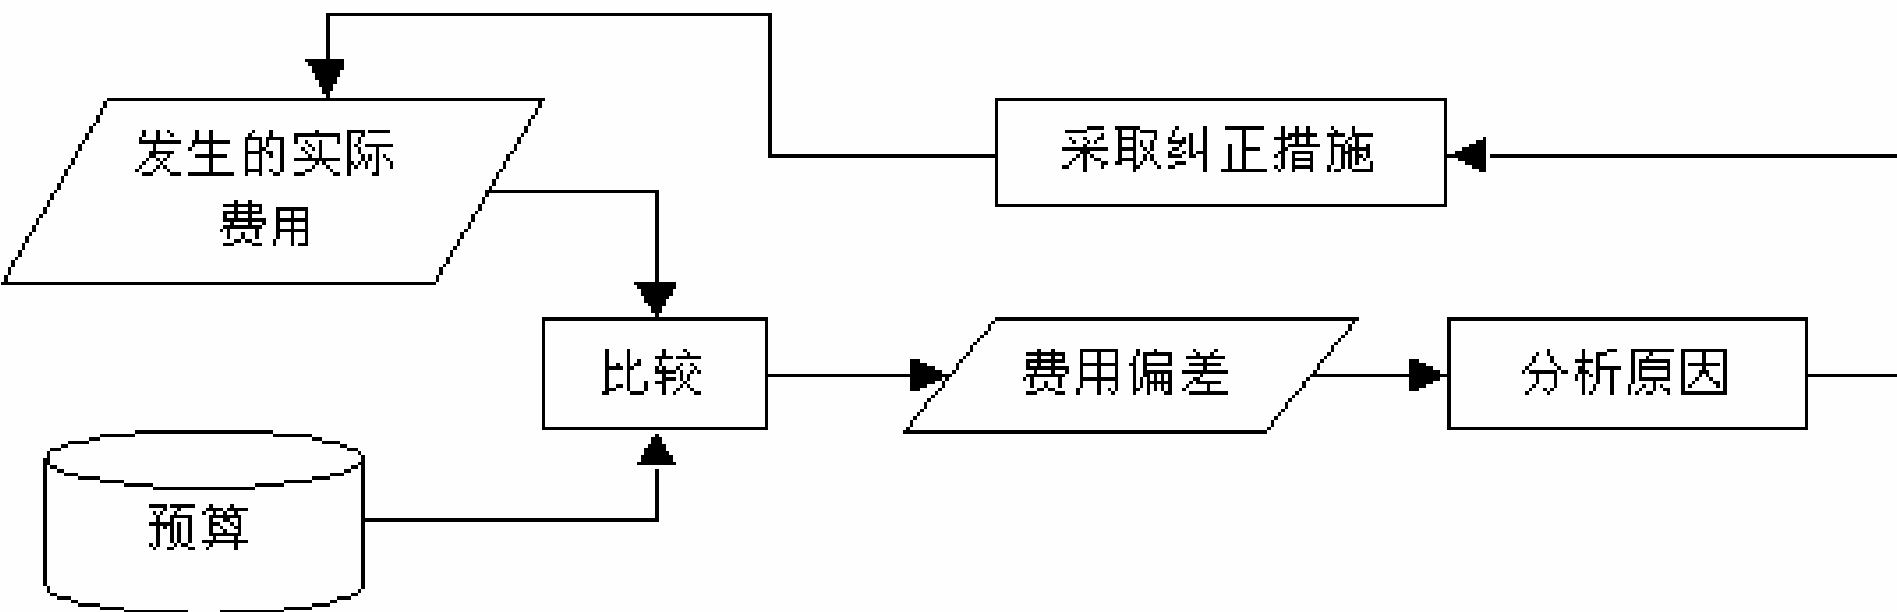 发生的实际
费用
采取纠正措施
比较
费用偏差
分析原因
预算